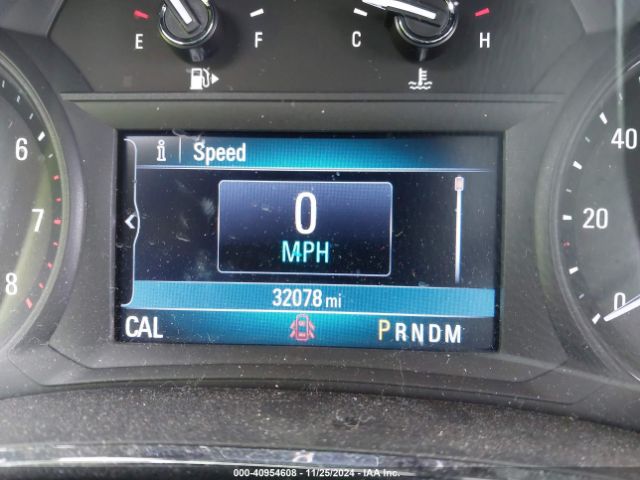 E F C H
6
7
8
i Speed
0
MPH
32078 mi
CAL PRNDM
40
20
0
000-40954608 - 11/25/2024 - IAA Inc.